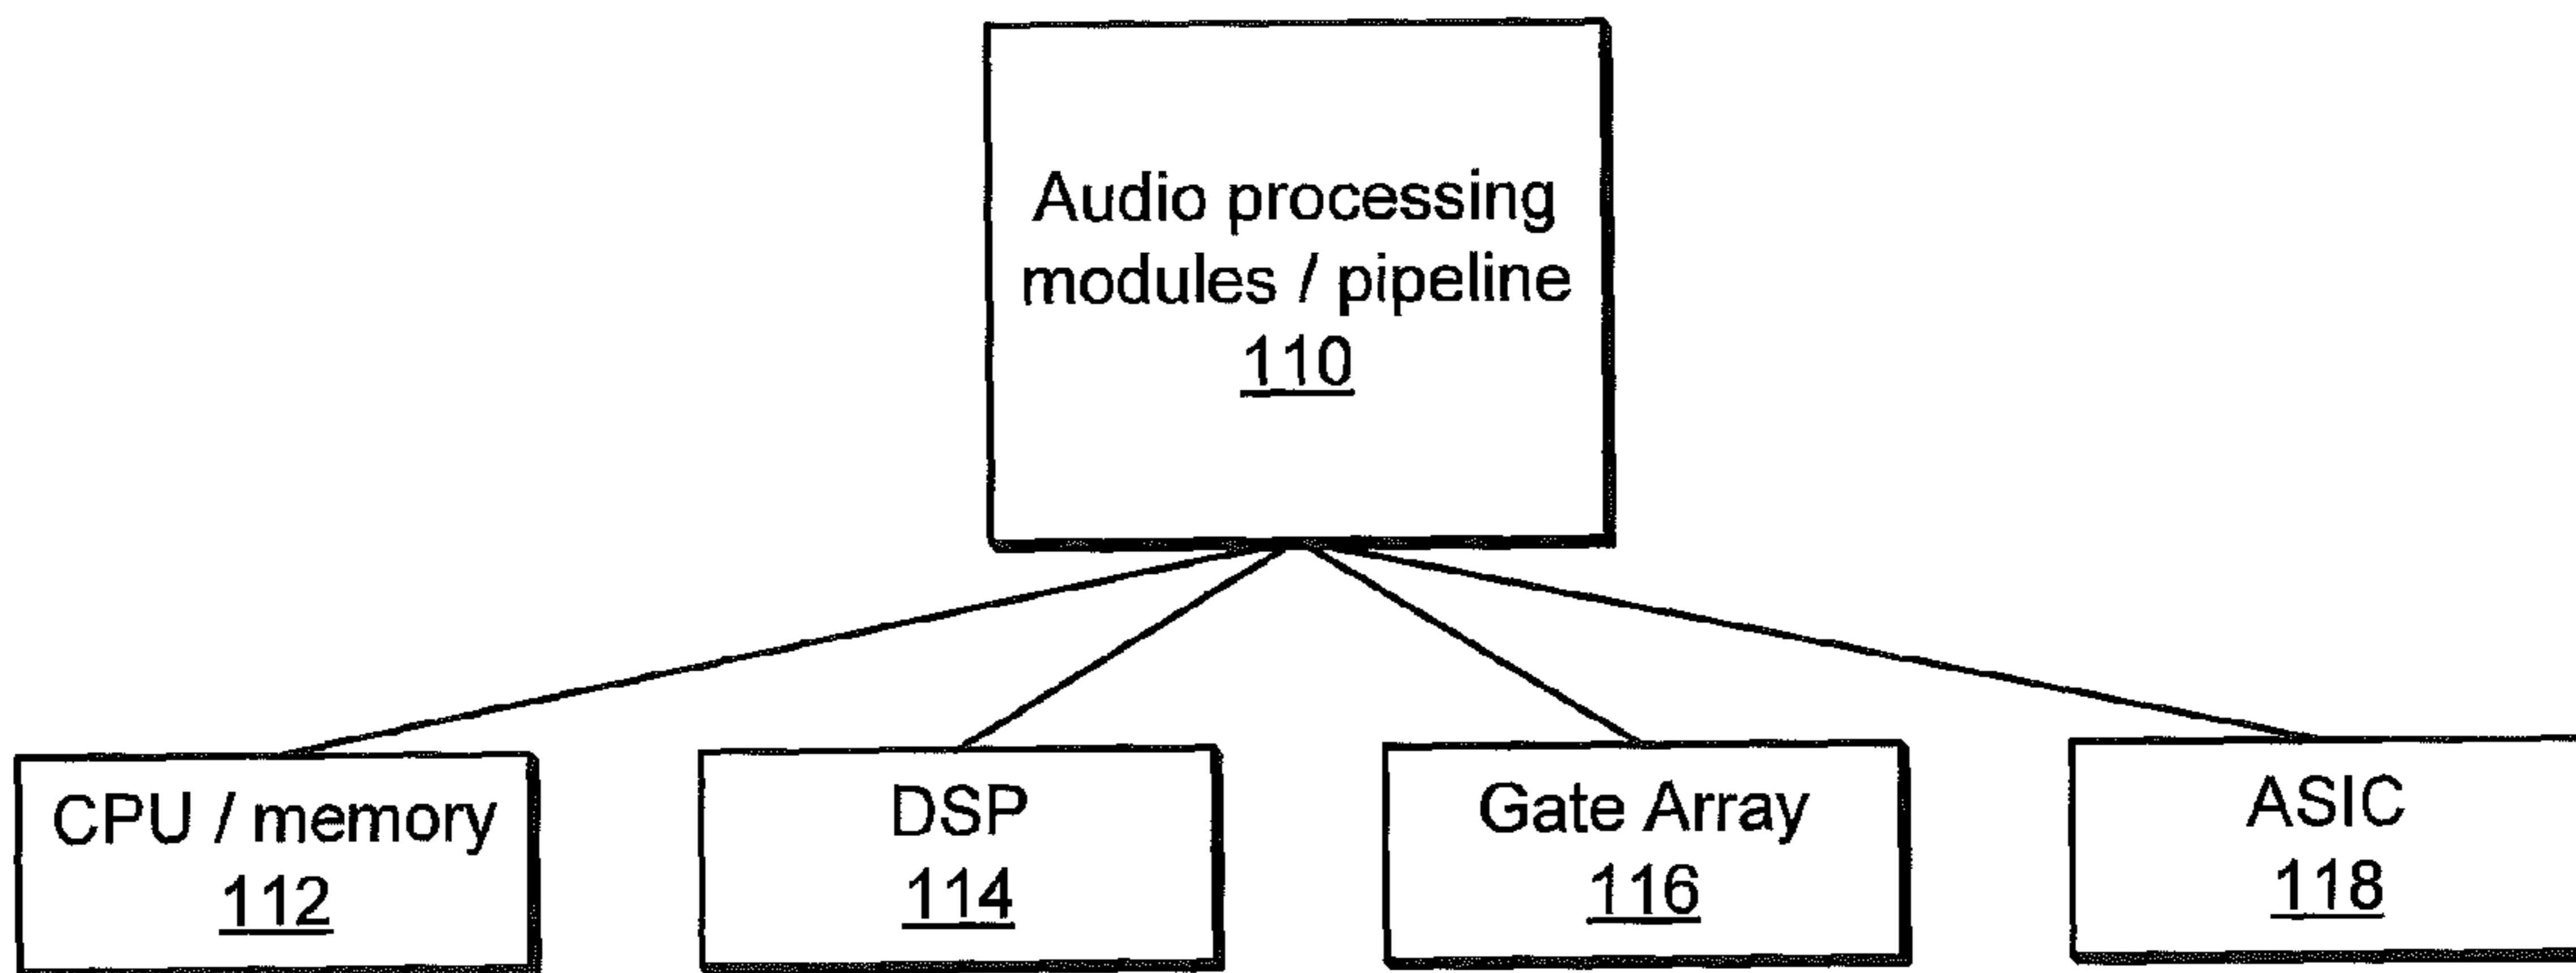 Audio processing
modules / pipeline
110
CPU / memory
112
DSP
114
Gate Array
116
ASIC
118